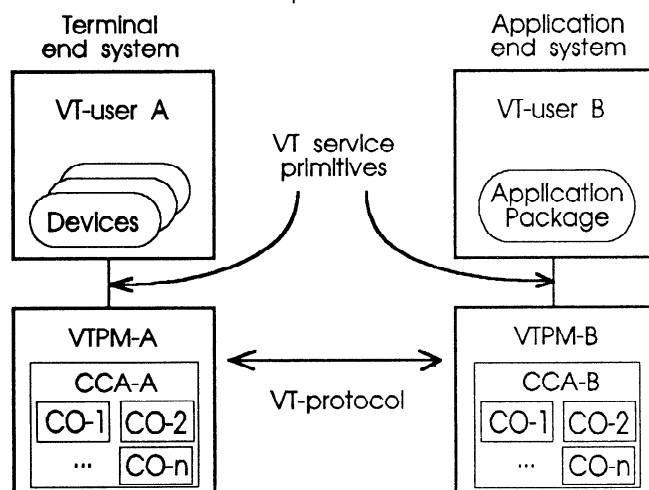 Terminal
end system
Application
end system
VT-user A
VT-user B
VT service
primitives
Devices
Application
Package
VTPM-A
VTPM-B
CCA-A
CCA-B
VT-protocol
CO-1
CO-2
...
CO-n
CO-1
CO-2
...
CO-n